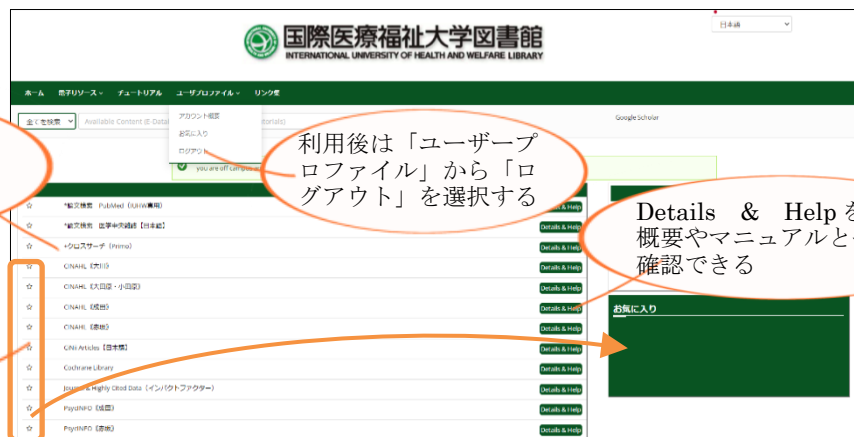 日本語
国際医療福祉大学図書館
INTERNATIONAL UNIVERSITY OF HEALTH AND WELFARE LIBRARY
ホーム 電子リソース チュートリアル ユーザプロファイル リンク集
全てを検索 Available Content (E-Data torials) Google Scholar
アカウント概要
お気に入り
ログアウト
you are off campus
利用後は「ユーザープ
ロファイル」から「ロ
グアウト」を選択する
*論文検索 PubMed (IUHW専用) & Help
*論文検索 医学中央雑誌【日本語】 Details & Help
+クロスサーチ (Primo) Details & Help
CINAHL《大川》 Details & Help
CINAHL《大田原・小田原》 Details & Help
CINAHL《成田》 Details & Help
CINAHL《赤坂》 Details & Help
CiNii Articles【日本語】 Details & Help
Cochrane Library Details & Help
Journal & Highly Cited Data (インパクトファクター) Details & Help
PsycINFO《成田》 Details & Help
PsycINFO《赤坂》 Details & Help
Details & Help を
概要やマニュアルと
確認できる
お気に入り